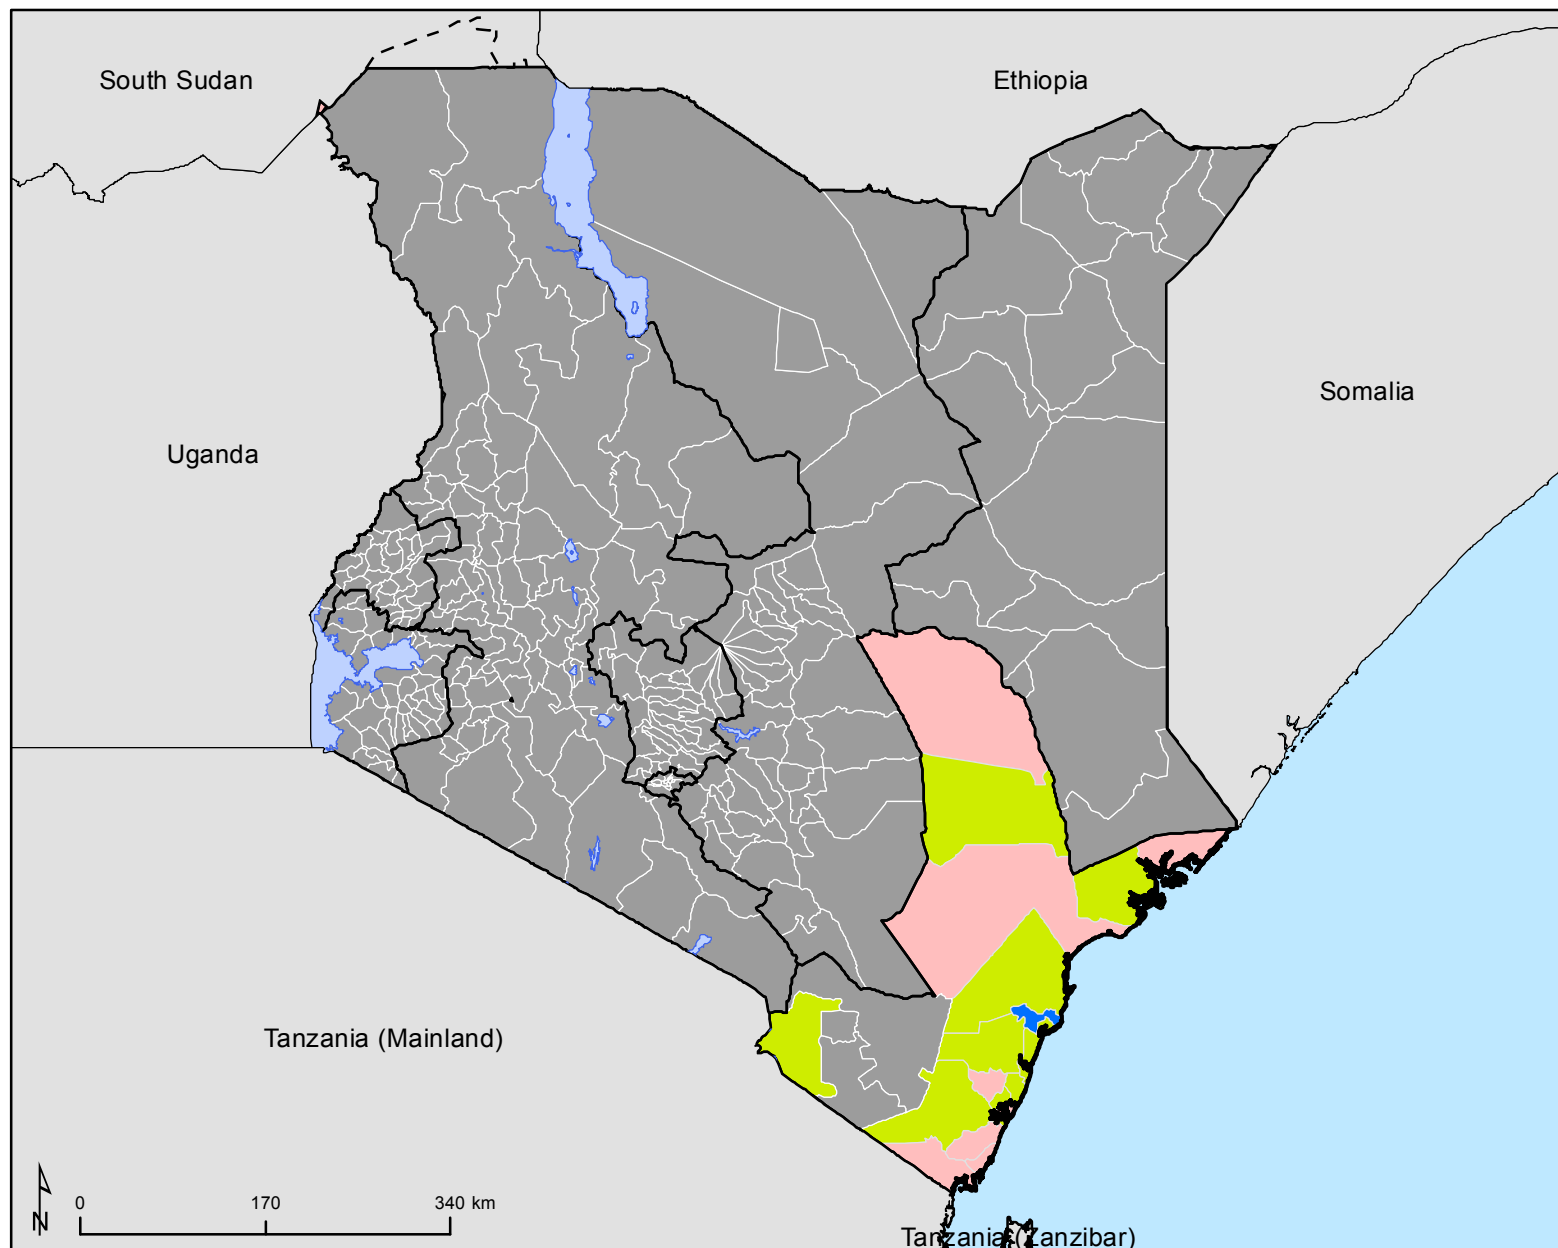 South Sudan
Ethiopia
Somalia
Uganda
Tanzania (Mainland)
N
0 170 340 km
Tanzania (Zanzibar)